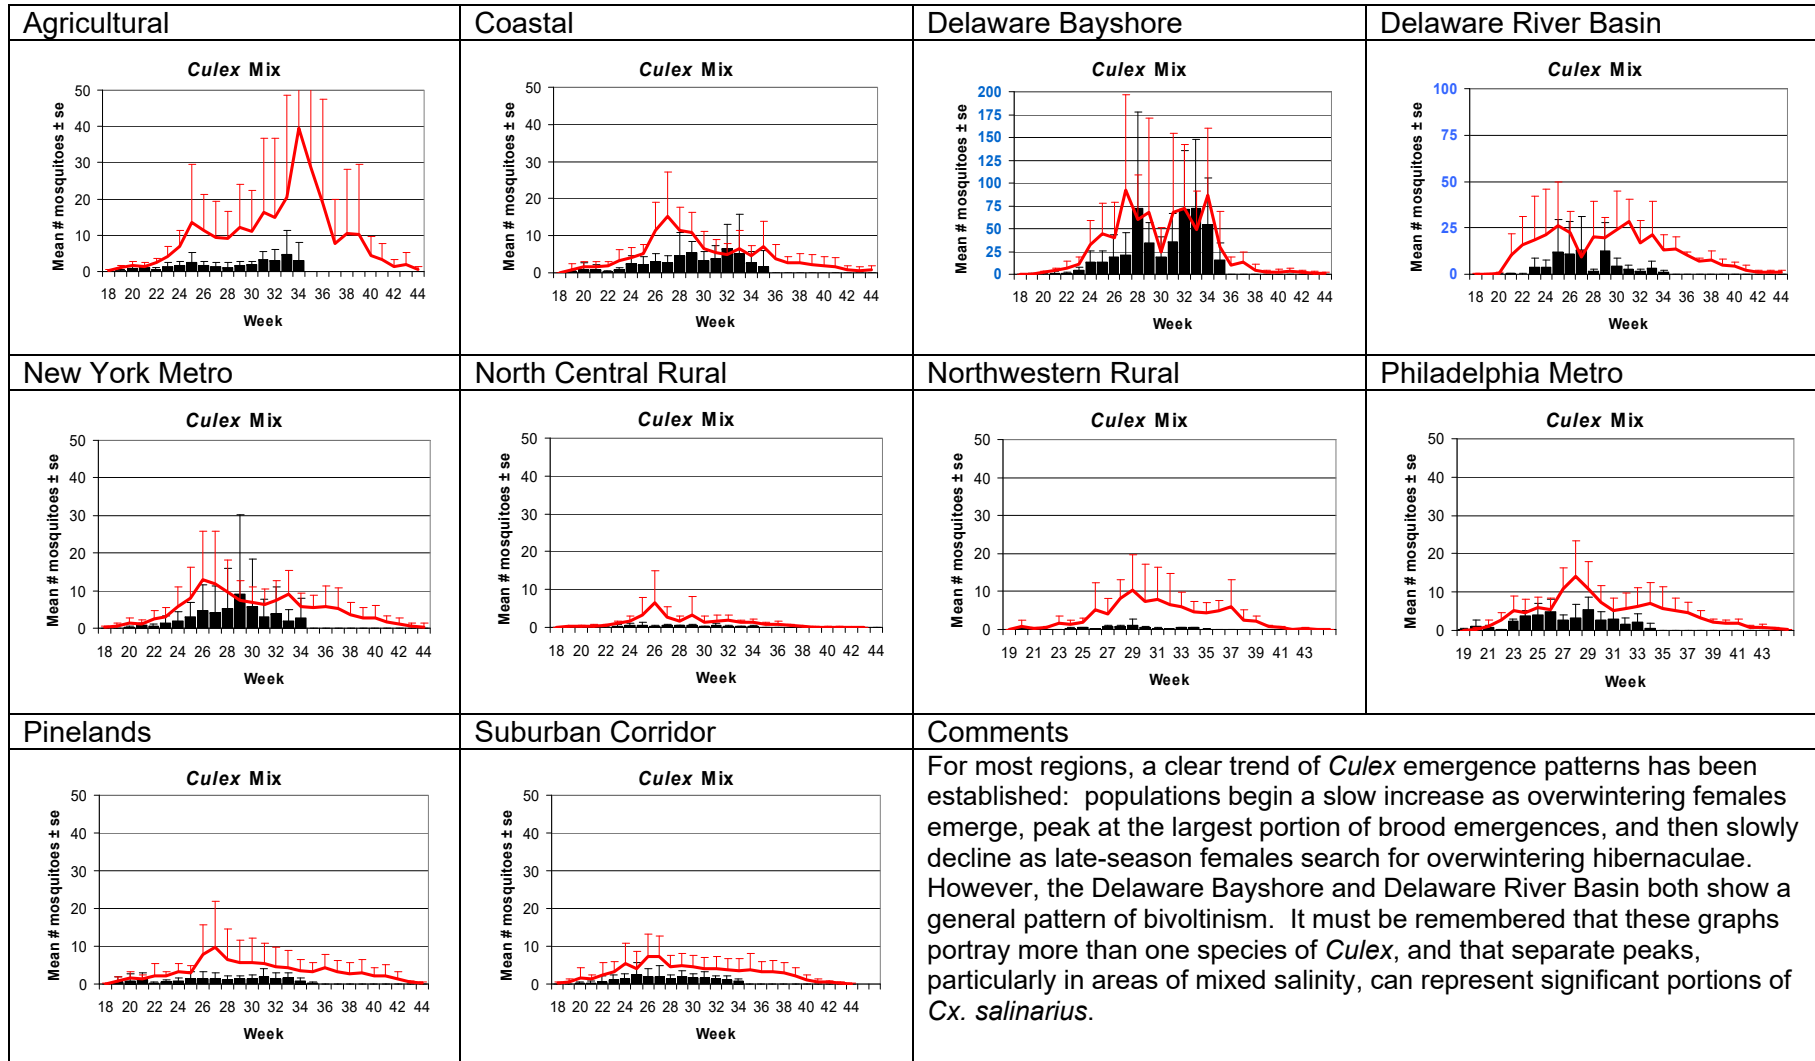 Agricultural
Culex Mix
Mean # mosquitoes ± se
50
40
30
20
10
0
18 20 22 24 26 28 30 32 34 36 38 40 42 44
Week
Coastal
Culex Mix
Mean # mosquitoes ± se
50
40
30
20
10
0
18 20 22 24 26 28 30 32 34 36 38 40 42 44
Week
Delaware Bayshore
Culex Mix
Mean # mosquitoes ± se
200
175
150
125
100
75
50
25
0
18 20 22 24 26 28 30 32 34 36 38 40 42 44
Week
Delaware River Basin
Culex Mix
Mean # mosquitoes ± se
100
75
50
25
0
18 20 22 24 26 28 30 32 34 36 38 40 42 44
Week
New York Metro
Culex Mix
Mean # mosquitoes ± se
50
40
30
20
10
0
18 20 22 24 26 28 30 32 34 36 38 40 42 44
Week
North Central Rural
Culex Mix
Mean # mosquitoes ± se
50
40
30
20
10
0
18 20 22 24 26 28 30 32 34 36 38 40 42 44
Week
Northwestern Rural
Culex Mix
Mean # mosquitoes ± se
50
40
30
20
10
0
19 21 23 25 27 29 31 33 35 37 39 41 43
Week
Philadelphia Metro
Culex Mix
Mean # mosquitoes ± se
50
40
30
20
10
0
19 21 23 25 27 29 31 33 35 37 39 41 43
Week
Pinelands
Culex Mix
Mean # mosquitoes ± se
50
40
30
20
10
0
18 20 22 24 26 28 30 32 34 36 38 40 42 44
Week
Suburban Corridor
Culex Mix
Mean # mosquitoes ± se
50
40
30
20
10
0
18 20 22 24 26 28 30 32 34 36 38 40 42 44
Week
Comments
For most regions, a clear trend of Culex emergence patterns has been
established: populations begin a slow increase as overwintering females
emerge, peak at the largest portion of brood emergences, and then slowly
decline as late-season females search for overwintering hibernaculae.
However, the Delaware Bayshore and Delaware River Basin both show a
general pattern of bivoltinism. It must be remembered that these graphs
portray more than one species of Culex, and that separate peaks,
particularly in areas of mixed salinity, can represent significant portions of
Cx. salinarius.